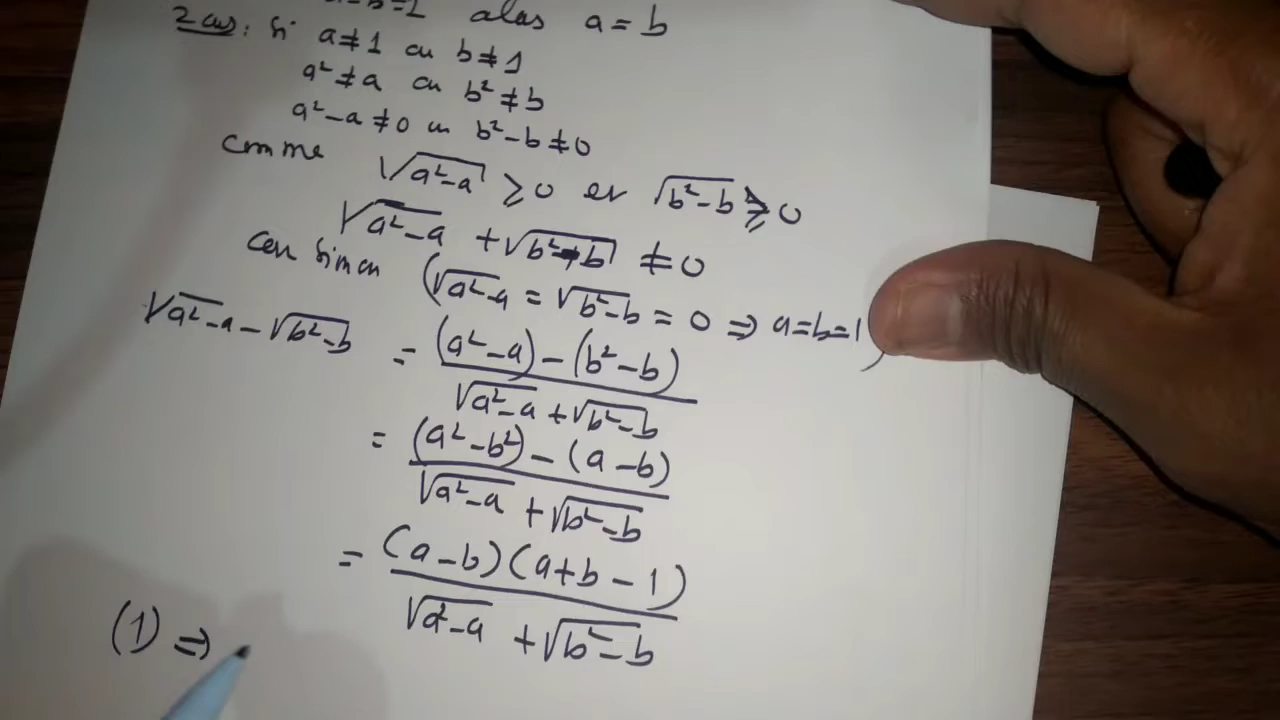 a-b=1 alors a = b
2 cas: Si a≠1 ou b≠1
a²≠a ou b²≠b
a²-a≠0 ou b²-b≠0
Comme √(a²-a) ≥0 et √(b²-b) ≥0
√(a²-a) + √(b²-b) ≠0
Car sinon (√(a²-a) = √(b²-b) = 0 ⇒ a=b=1)
√(a²-a) - √(b²-b) = ((a²-a)-(b²-b))/(√(a²-a) + √(b²-b))
= ((a²-b²)-(a-b))/(√(a²-a) + √(b²-b))
= ((a-b)(a+b-1))/(√(a²-a) + √(b²-b))
(1) ⇒